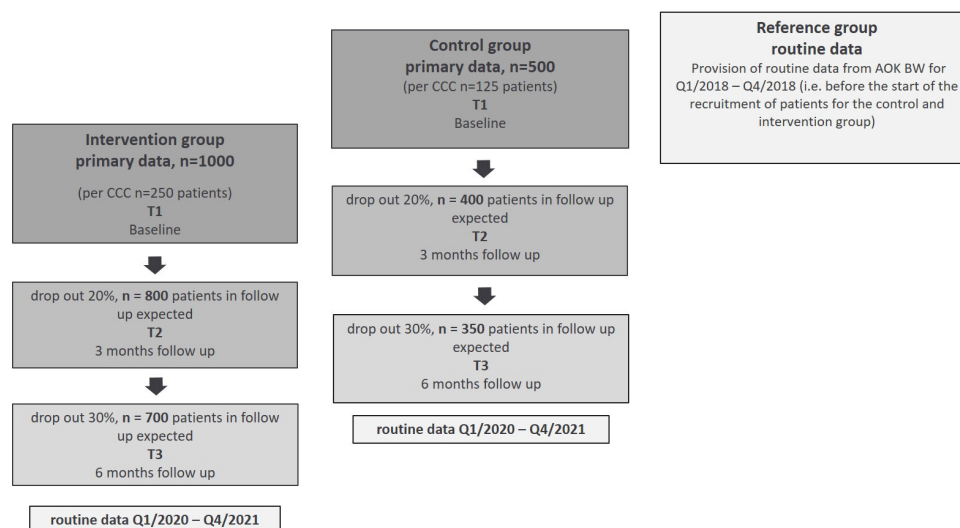 Intervention group
primary data, n=1000
(per CCC n=250 patients)
T1
Baseline
drop out 20%, n = 800 patients in follow
up expected
T2
3 months follow up
drop out 30%, n = 700 patients in follow
up expected
T3
6 months follow up
routine data Q1/2020 – Q4/2021
Control group
primary data, n=500
(per CCC n=125 patients)
T1
Baseline
drop out 20%, n = 400 patients in follow up
expected
T2
3 months follow up
drop out 30%, n = 350 patients in follow up
expected
T3
6 months follow up
routine data Q1/2020 – Q4/2021
Reference group
routine data
Provision of routine data from AOK BW for
Q1/2018 – Q4/2018 (i.e. before the start of the
recruitment of patients for the control and
intervention group)